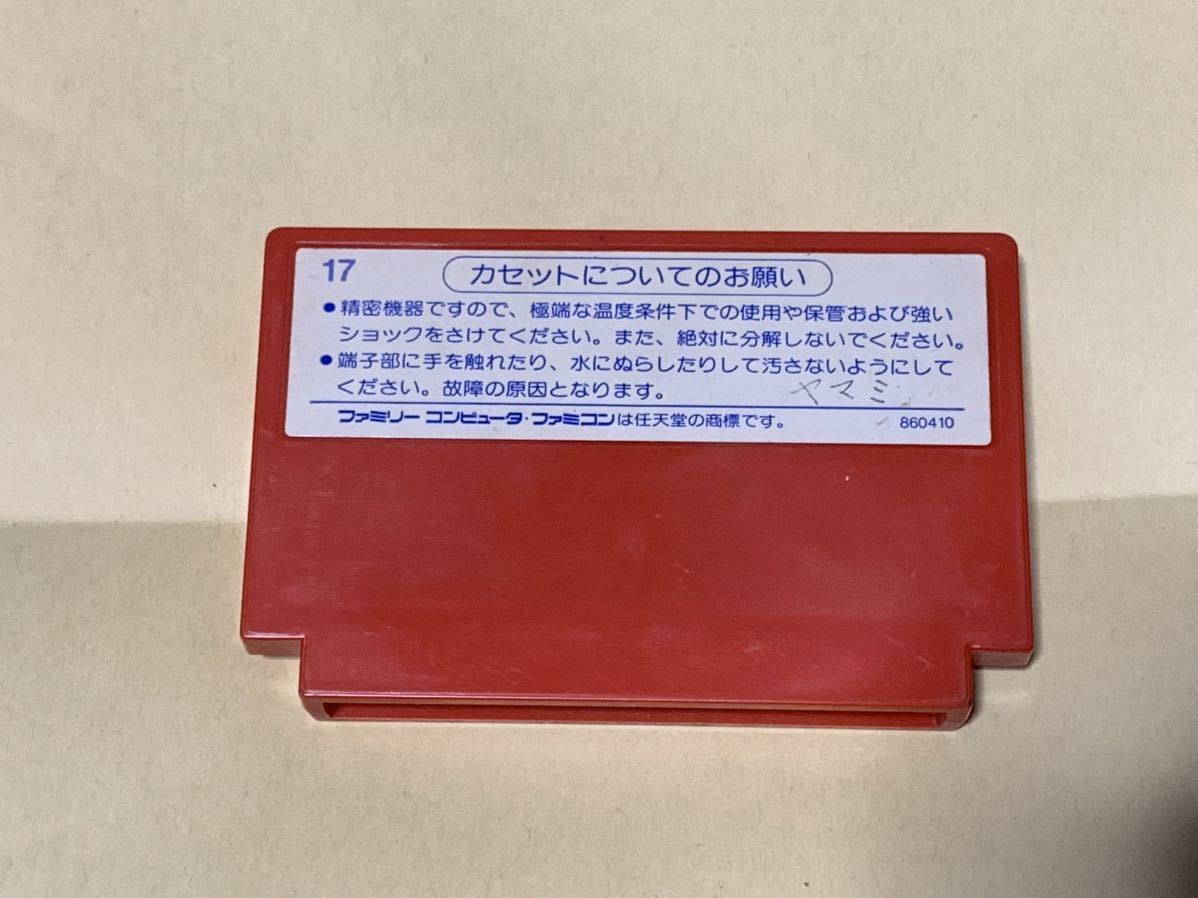 17
カセットについてのお願い
●精密機器ですので、極端な温度条件下での使用や保管および強い
ショックをさけてください。また、絶対に分解しないでください。
●端子部に手を触れたり、水にぬらしたりして汚さないようにして
ください。故障の原因となります。
ヤマミ
ファミリー コンピュータ・ファミコンは任天堂の商標です。
860410